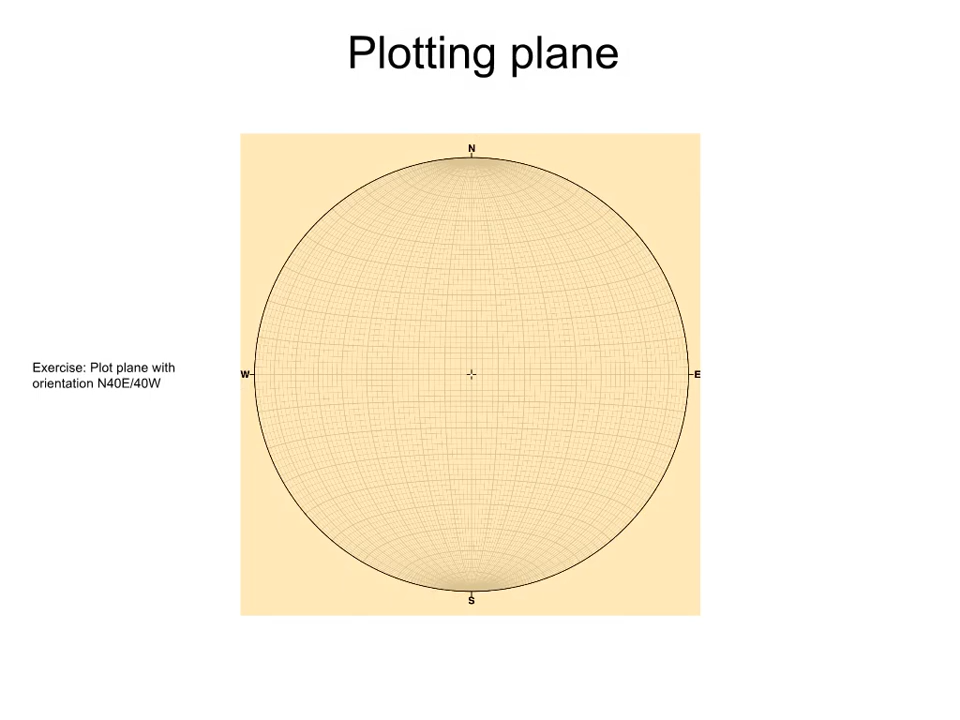 Plotting plane
N
Exercise: Plot plane with
orientation N40E/40W
W
E
S